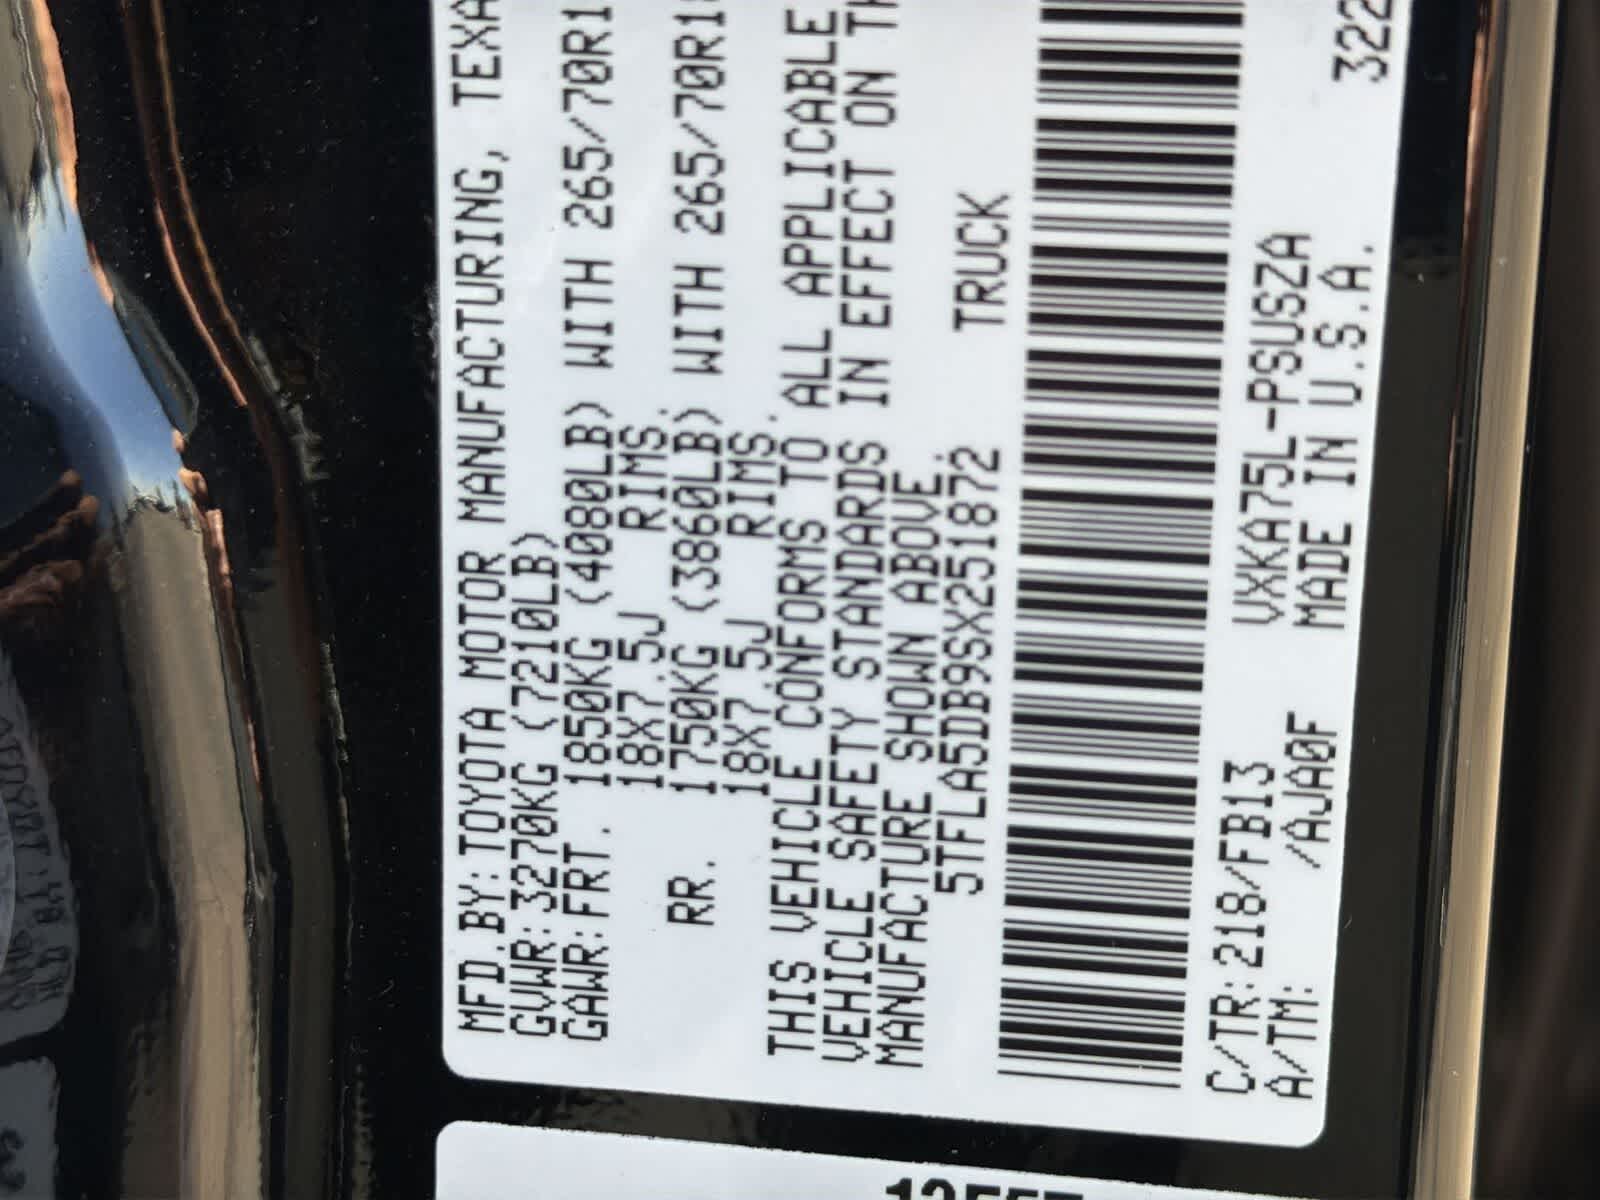 MFD.BY:TOYOTA MOTOR MANUFACTURING, TEXA
GVWR:3270KG (7210LB)
GAWR:FRT. 1850KG (4080LB) WITH 265/70R1
18X7.5J RIMS.
RR. 1750KG (3860LB) WITH 265/70R1
18X7.5J RIMS.
THIS VEHICLE CONFORMS TO ALL APPLICABLE
VEHICLE SAFETY STANDARDS IN EFFECT ON TH
MANUFACTURE SHOWN ABOVE.
5TFLA5DB9SX251872 TRUCK
C/TR:218/FB13 VXKA75L-PSUSZA
A/TM: /AJA0F MADE IN U.S.A. 322